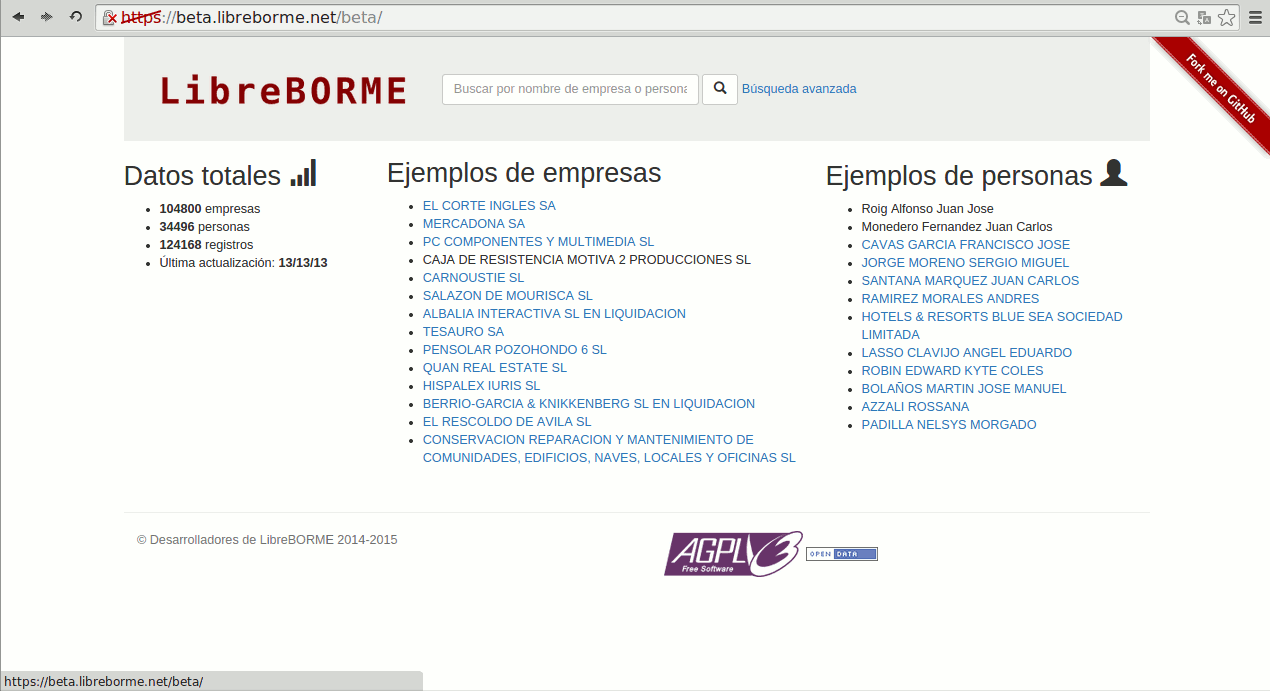 https://beta.libreborme.net/beta/
Fork me on GitHub
LibreBORME
Buscar por nombre de empresa o persona
Búsqueda avanzada
Datos totales
104800 empresas
34496 personas
124168 registros
Última actualización: 13/13/13
Ejemplos de empresas
EL CORTE INGLES SA
MERCADONA SA
PC COMPONENTES Y MULTIMEDIA SL
CAJA DE RESISTENCIA MOTIVA 2 PRODUCCIONES SL
CARNOUSTIE SL
SALAZON DE MOURISCA SL
ALBALIA INTERACTIVA SL EN LIQUIDACION
TESAURO SA
PENSOLAR POZOHONDO 6 SL
QUAN REAL ESTATE SL
HISPALEX IURIS SL
BERRIO-GARCIA & KNIKKENBERG SL EN LIQUIDACION
EL RESCOLDO DE AVILA SL
CONSERVACION REPARACION Y MANTENIMIENTO DE
COMUNIDADES, EDIFICIOS, NAVES, LOCALES Y OFICINAS SL
Ejemplos de personas
Roig Alfonso Juan Jose
Monedero Fernandez Juan Carlos
CAVAS GARCIA FRANCISCO JOSE
JORGE MORENO SERGIO MIGUEL
SANTANA MARQUEZ JUAN CARLOS
RAMIREZ MORALES ANDRES
HOTELS & RESORTS BLUE SEA SOCIEDAD
LIMITADA
LASSO CLAVIJO ANGEL EDUARDO
ROBIN EDWARD KYTE COLES
BOLAÑOS MARTIN JOSE MANUEL
AZZALI ROSSANA
PADILLA NELSYS MORGADO
© Desarrolladores de LibreBORME 2014-2015
AGPLV3
Free Software
OPEN DATA
https://beta.libreborme.net/beta/